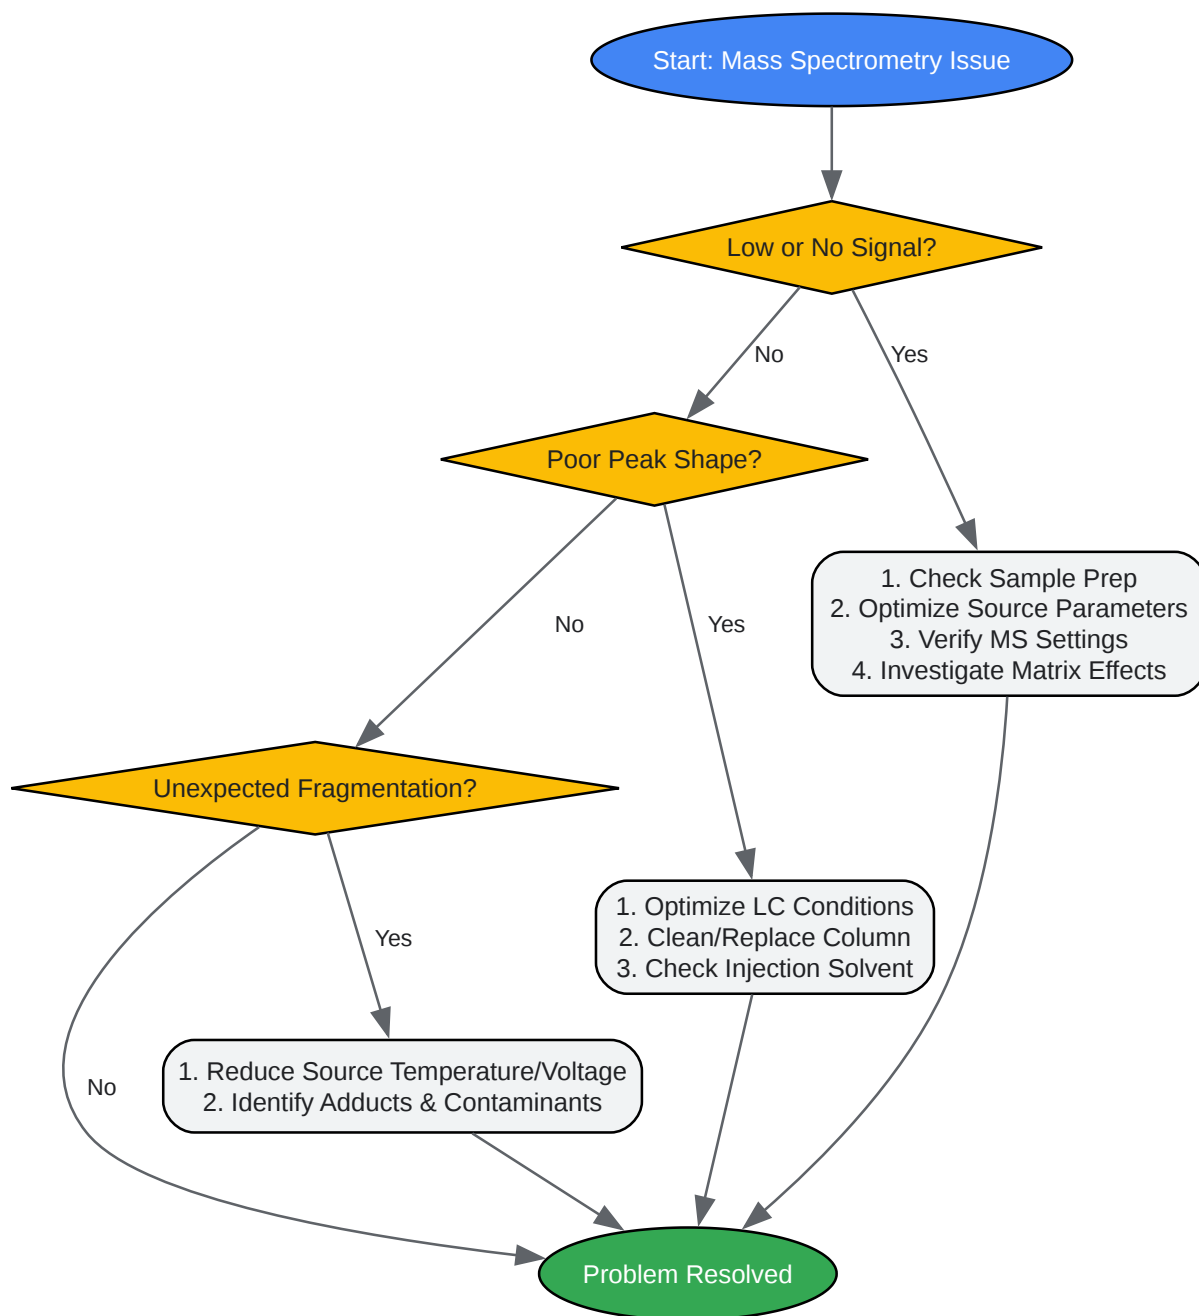 Start: Mass Spectrometry Issue
Low or No Signal?
No
Yes
Poor Peak Shape?
1. Check Sample Prep
2. Optimize Source Parameters
3. Verify MS Settings
4. Investigate Matrix Effects
No
Yes
Unexpected Fragmentation?
1. Optimize LC Conditions
2. Clean/Replace Column
3. Check Injection Solvent
Yes
No
1. Reduce Source Temperature/Voltage
2. Identify Adducts & Contaminants
Problem Resolved